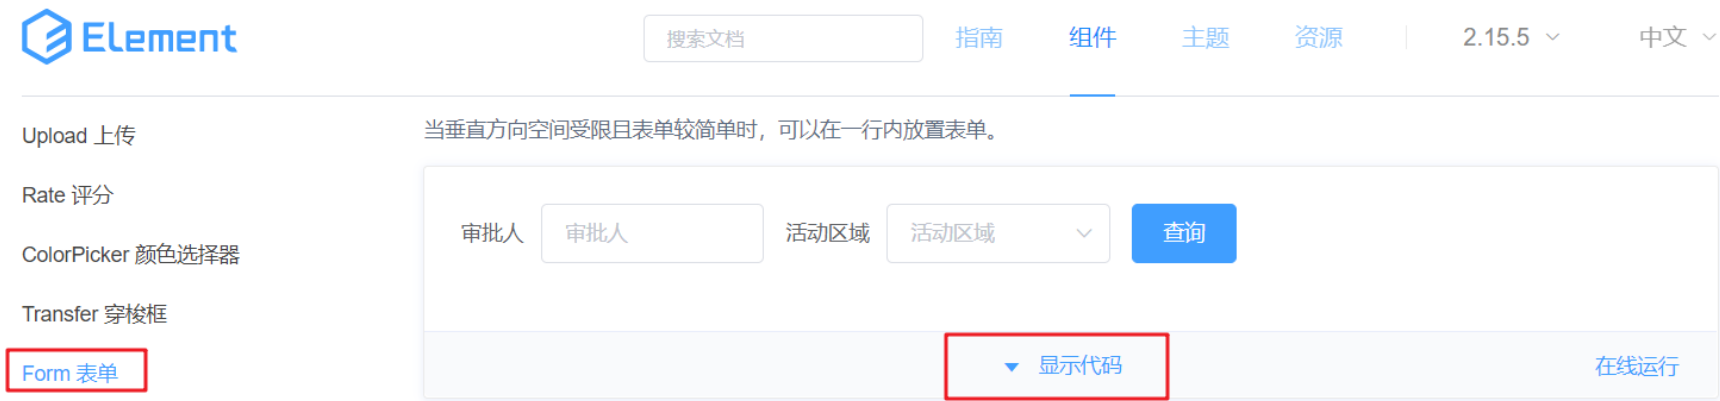 Element
搜索文档
指南
组件
主题
资源
2.15.5
中文
Upload 上传
Rate 评分
ColorPicker 颜色选择器
Transfer 穿梭框
Form 表单
当垂直方向空间受限且表单较简单时，可以在一行内放置表单。
审批人
审批人
活动区域
活动区域
查询
显示代码
在线运行